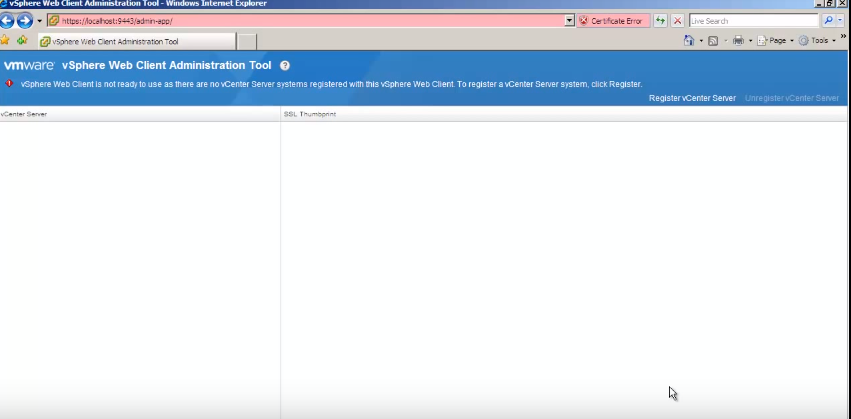 vSphere Web Client Administration Tool - Windows Internet Explorer
https://localhost:9443/admin-app/
Certificate Error
Live Search
vSphere Web Client Administration Tool
Page
Tools
vmware vSphere Web Client Administration Tool ?
vSphere Web Client is not ready to use as there are no vCenter Server systems registered with this vSphere Web Client. To register a vCenter Server system, click Register.
Register vCenter Server Unregister vCenter Server
vCenter Server SSL Thumbprint